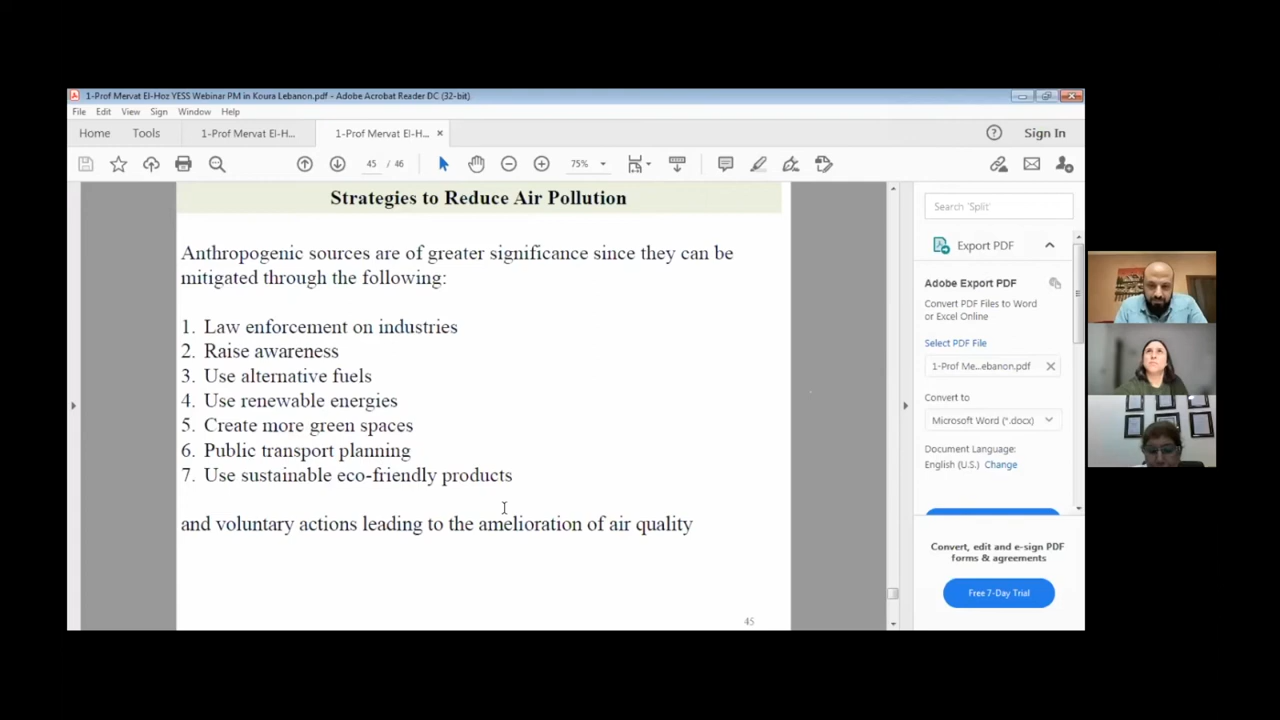 1-Prof Mervat El-Hoz YESS Webinar PM in Koura Lebanon.pdf - Adobe Acrobat Reader DC (32-bit)
File Edit View Sign Window Help
Home Tools 1-Prof Mervat El-H... 1-Prof Mervat El-H... × Sign In
45 / 46 75%
Strategies to Reduce Air Pollution
Anthropogenic sources are of greater significance since they can be
mitigated through the following:
1. Law enforcement on industries
2. Raise awareness
3. Use alternative fuels
4. Use renewable energies
5. Create more green spaces
6. Public transport planning
7. Use sustainable eco-friendly products
and voluntary actions leading to the amelioration of air quality
45
Search 'Split'
Export PDF
Adobe Export PDF
Convert PDF Files to Word
or Excel Online
Select PDF File
1-Prof Me...ebanon.pdf
Convert to
Microsoft Word (*.docx)
Document Language:
English (U.S.) Change
Convert, edit and e-sign PDF
forms & agreements
Free 7-Day Trial